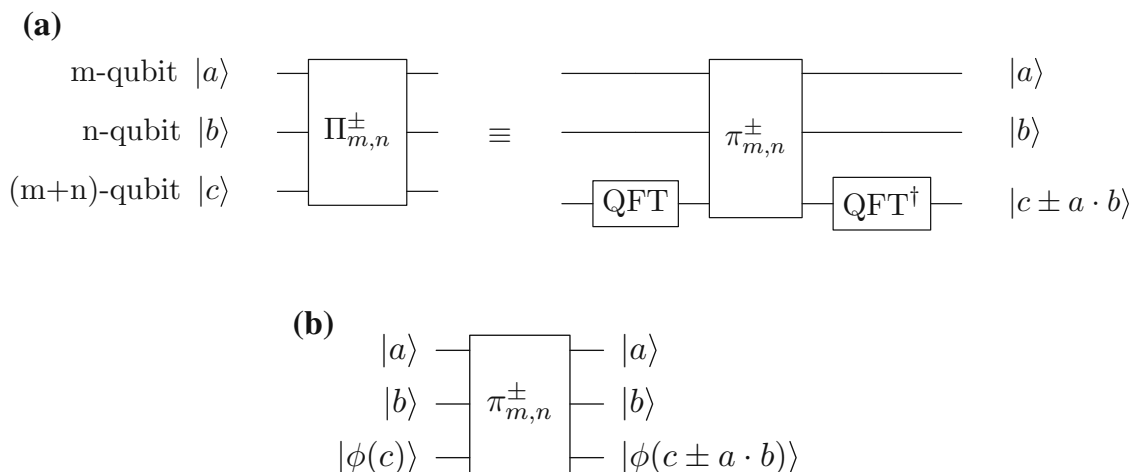 (a)
m-qubit |a⟩ |a⟩
n-qubit |b⟩ Π±m,n ≡ π±m,n |b⟩
(m+n)-qubit |c⟩ QFT QFT† |c ± a · b⟩
(b)
|a⟩ |a⟩
|b⟩ π±m,n |b⟩
|ϕ(c)⟩ |ϕ(c ± a · b)⟩